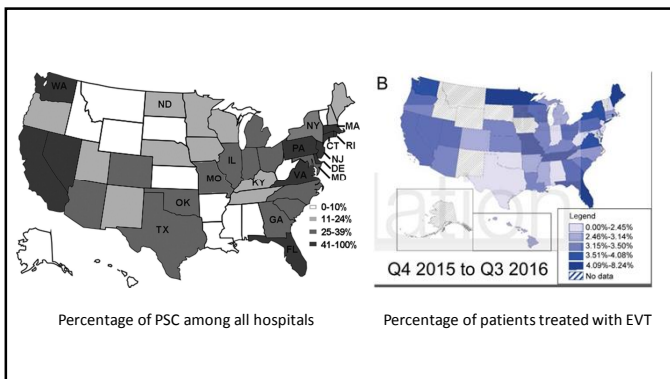 WA
ND
NY
MA
CT
RI
PA
NJ
DE
MD
IL
MO
KY
VA
OK
TX
GA
FL
0-10%
11-24%
25-39%
41-100%
Percentage of PSC among all hospitals
B
Legend
0.00%-2.45%
2.46%-3.14%
3.15%-3.50%
3.51%-4.08%
4.09%-8.24%
No data
Q4 2015 to Q3 2016
Percentage of patients treated with EVT